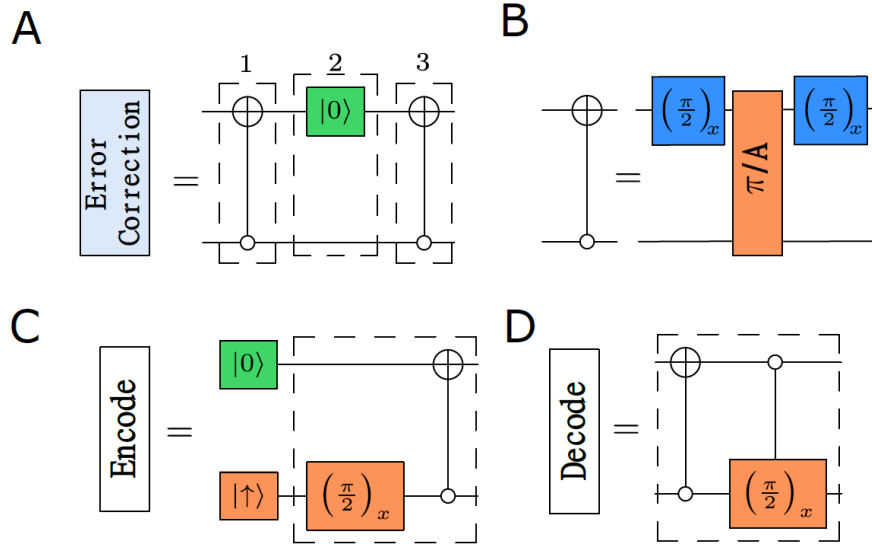 A
1 2 3
Error
Correction
=
|0⟩
B
=
(π/2)x
π/A
(π/2)x
C
Encode
=
|0⟩
|↑⟩
(π/2)x
D
Decode
=
(π/2)x